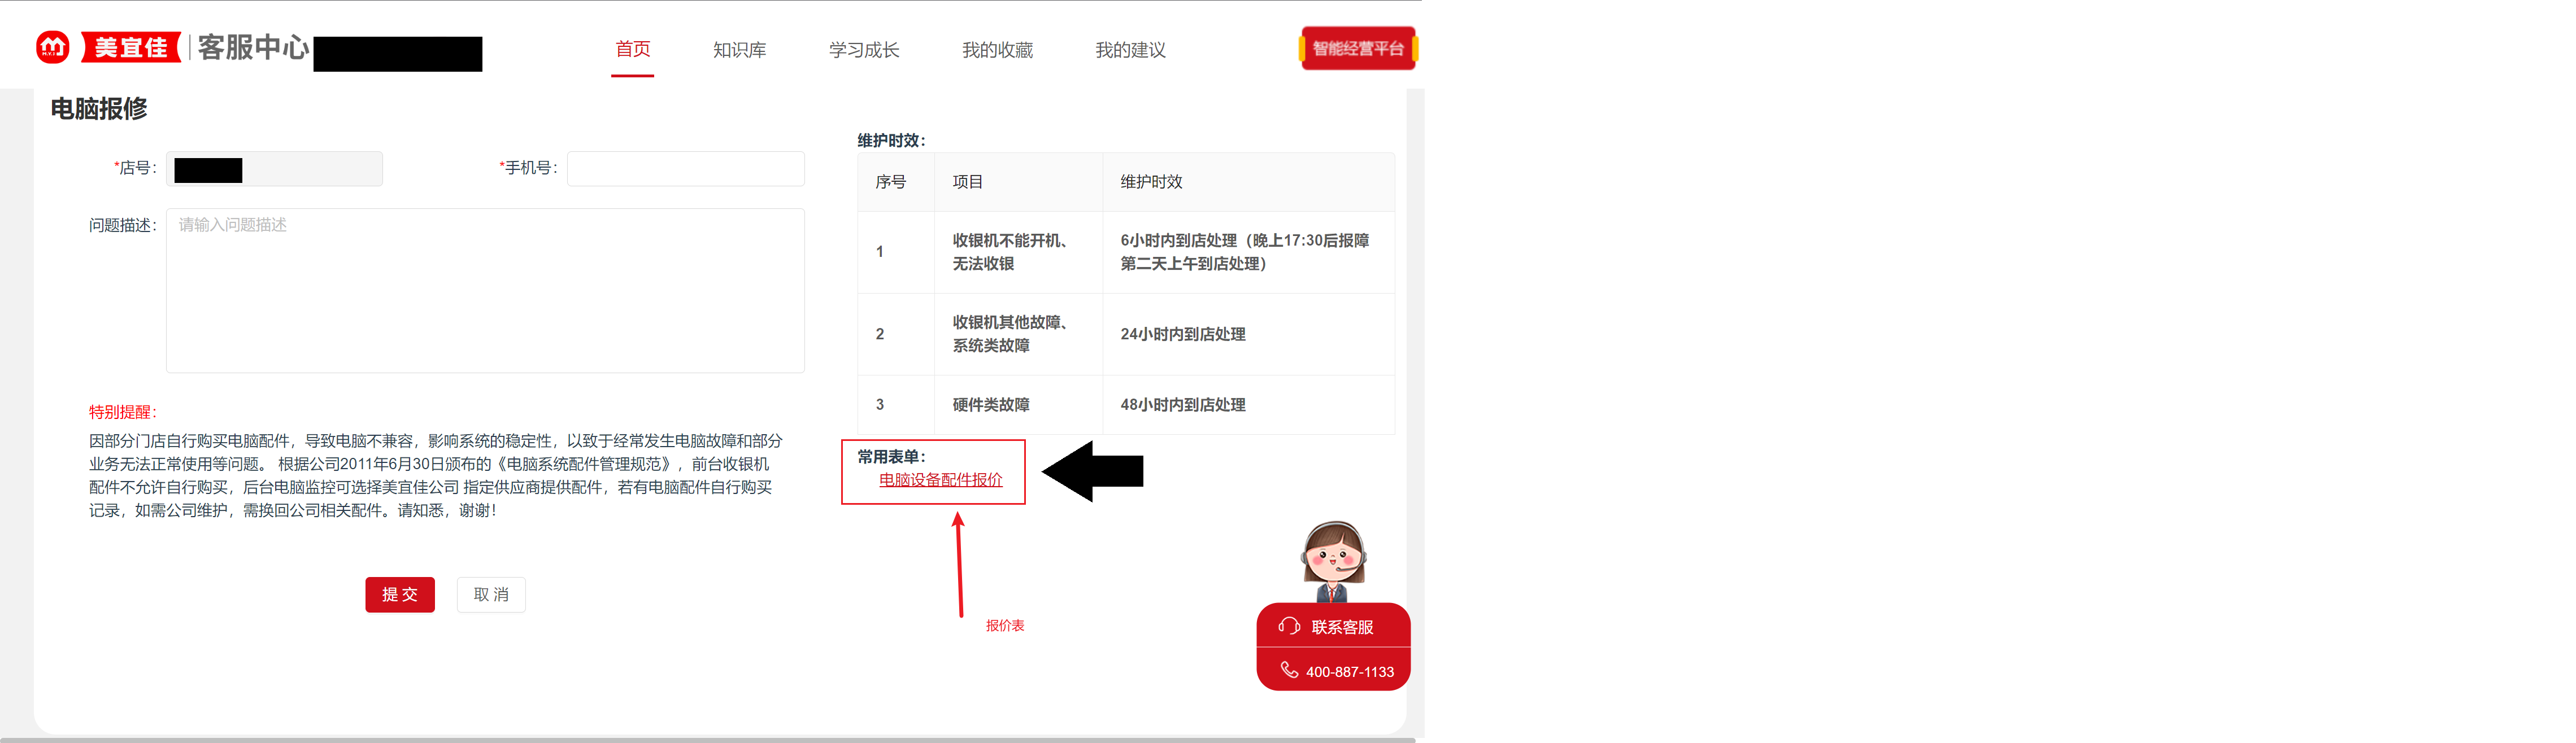 M.Y.J 美宜佳 客服中心
首页 知识库 学习成长 我的收藏 我的建议 智能经营平台
电脑报修
*店号：
*手机号：
问题描述：
请输入问题描述
特别提醒：
因部分门店自行购买电脑配件，导致电脑不兼容，影响系统的稳定性，以致于经常发生电脑故障和部分
业务无法正常使用等问题。 根据公司2011年6月30日颁布的《电脑系统配件管理规范》，前台收银机
配件不允许自行购买，后台电脑监控可选择美宜佳公司 指定供应商提供配件，若有电脑配件自行购买
记录，如需公司维护，需换回公司相关配件。请知悉，谢谢！
提 交 取 消
维护时效：
序号 项目 维护时效
1 收银机不能开机、
无法收银
6小时内到店处理（晚上17:30后报障
第二天上午到店处理）
2 收银机其他故障、
系统类故障
24小时内到店处理
3 硬件类故障 48小时内到店处理
常用表单：
电脑设备配件报价
报价表
联系客服
400-887-1133